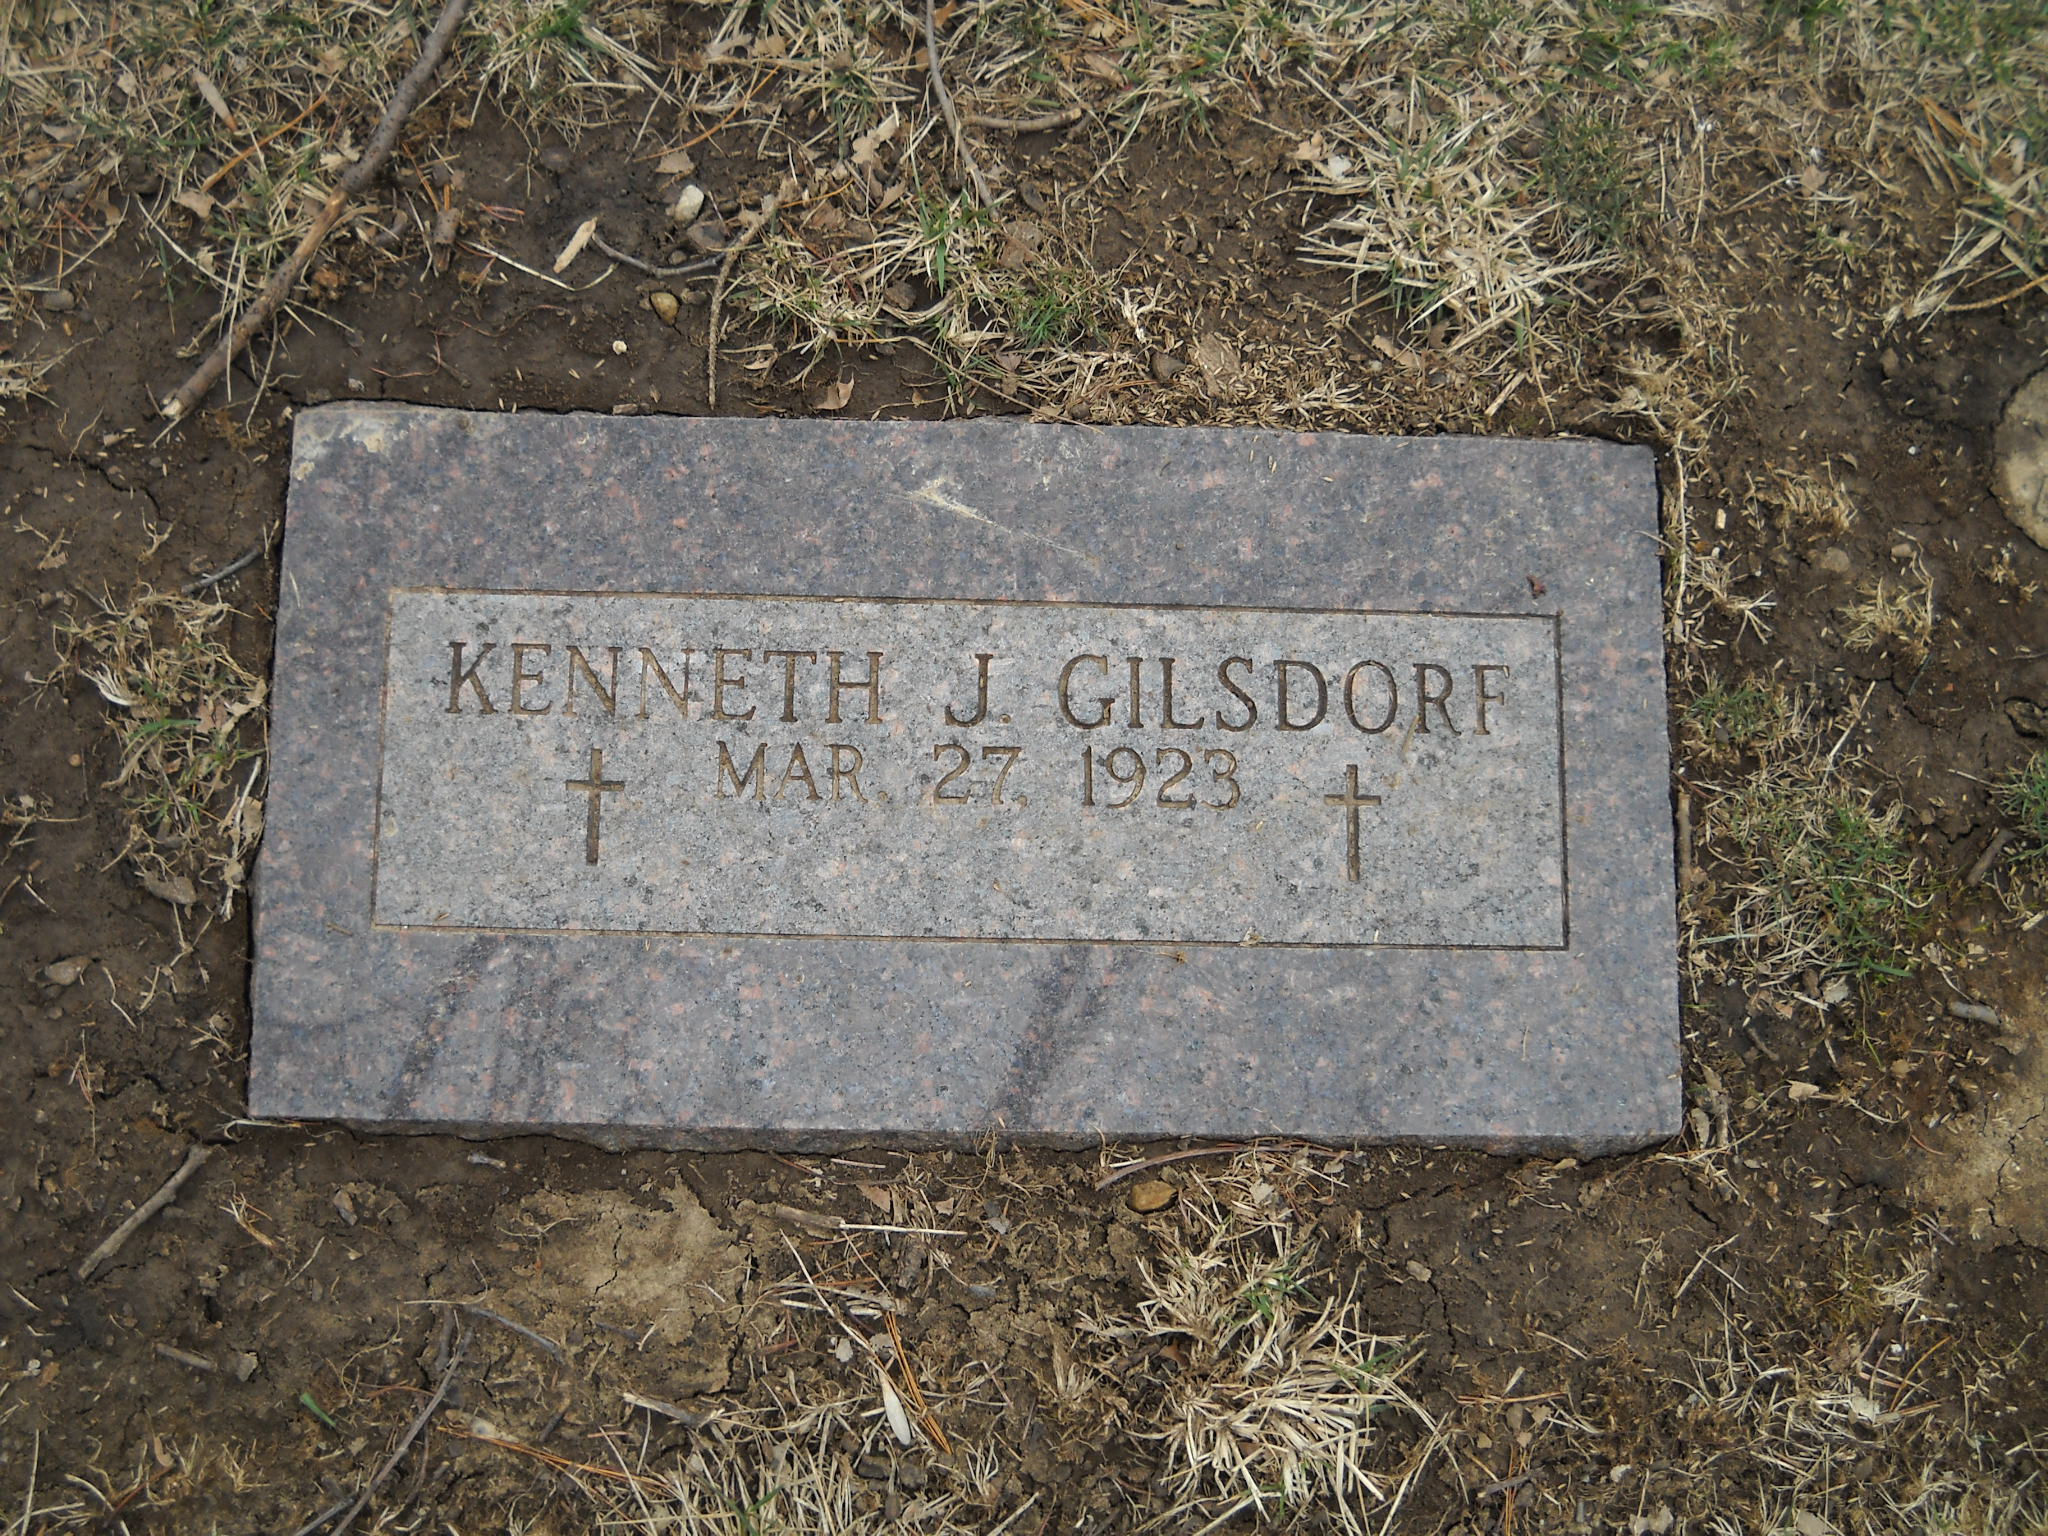 KENNETH J. GILSDORF
MAR. 27, 1923